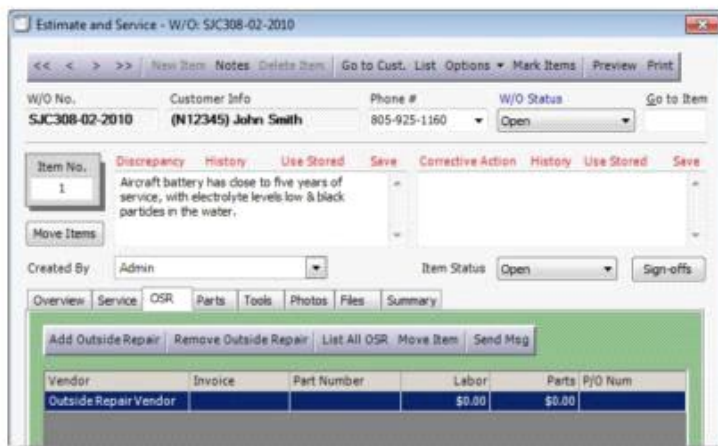 Estimate and Service - W/O: SJC308-02-2010
<< < > >> New Item Notes Delete Item Go to Cust. List Options Mark Items Preview Print
W/O No. Customer Info Phone # W/O Status Go to Item
SJC308-02-2010 (N12345) John Smith 805-925-1160 Open
Item No. Discrepancy History Use Stored Save Corrective Action History Use Stored Save
1
Aircraft battery has close to five years of
service, with electrolyte levels low & black
particles in the water.
Move Items
Created By Admin Item Status Open Sign-offs
Overview Service OSR Parts Tools Photos Files Summary
Add Outside Repair Remove Outside Repair List All OSR Move Item Send Msg
Vendor Invoice Part Number Labor Parts P/O Num
Outside Repair Vendor $0.00 $0.00